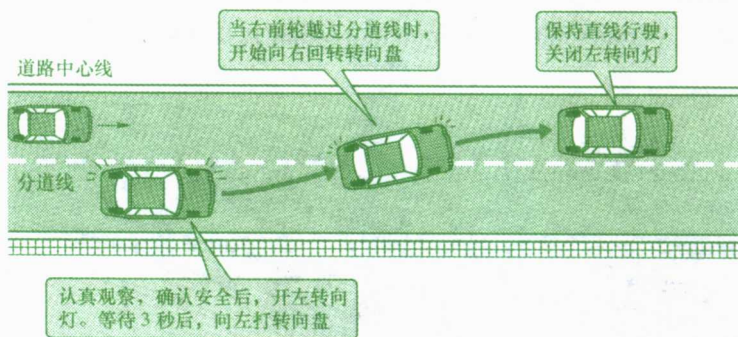 当右前轮越过分道线时，
开始向右回转转向盘
保持直线行驶，
关闭左转向灯
道路中心线
分道线
认真观察，确认安全后，开左转向
灯。等待3秒后，向左打转向盘